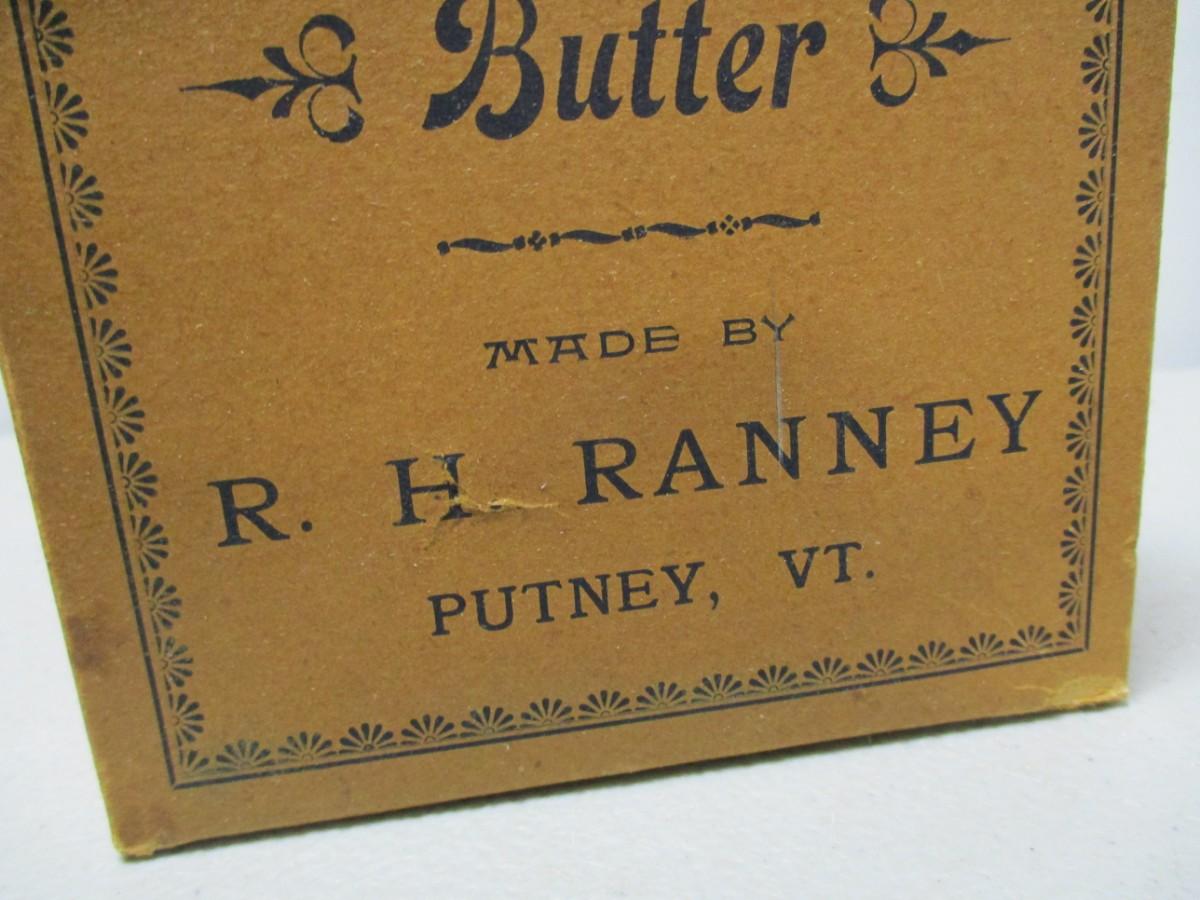 Butter
MADE BY
R. H. RANNEY
PUTNEY, VT.